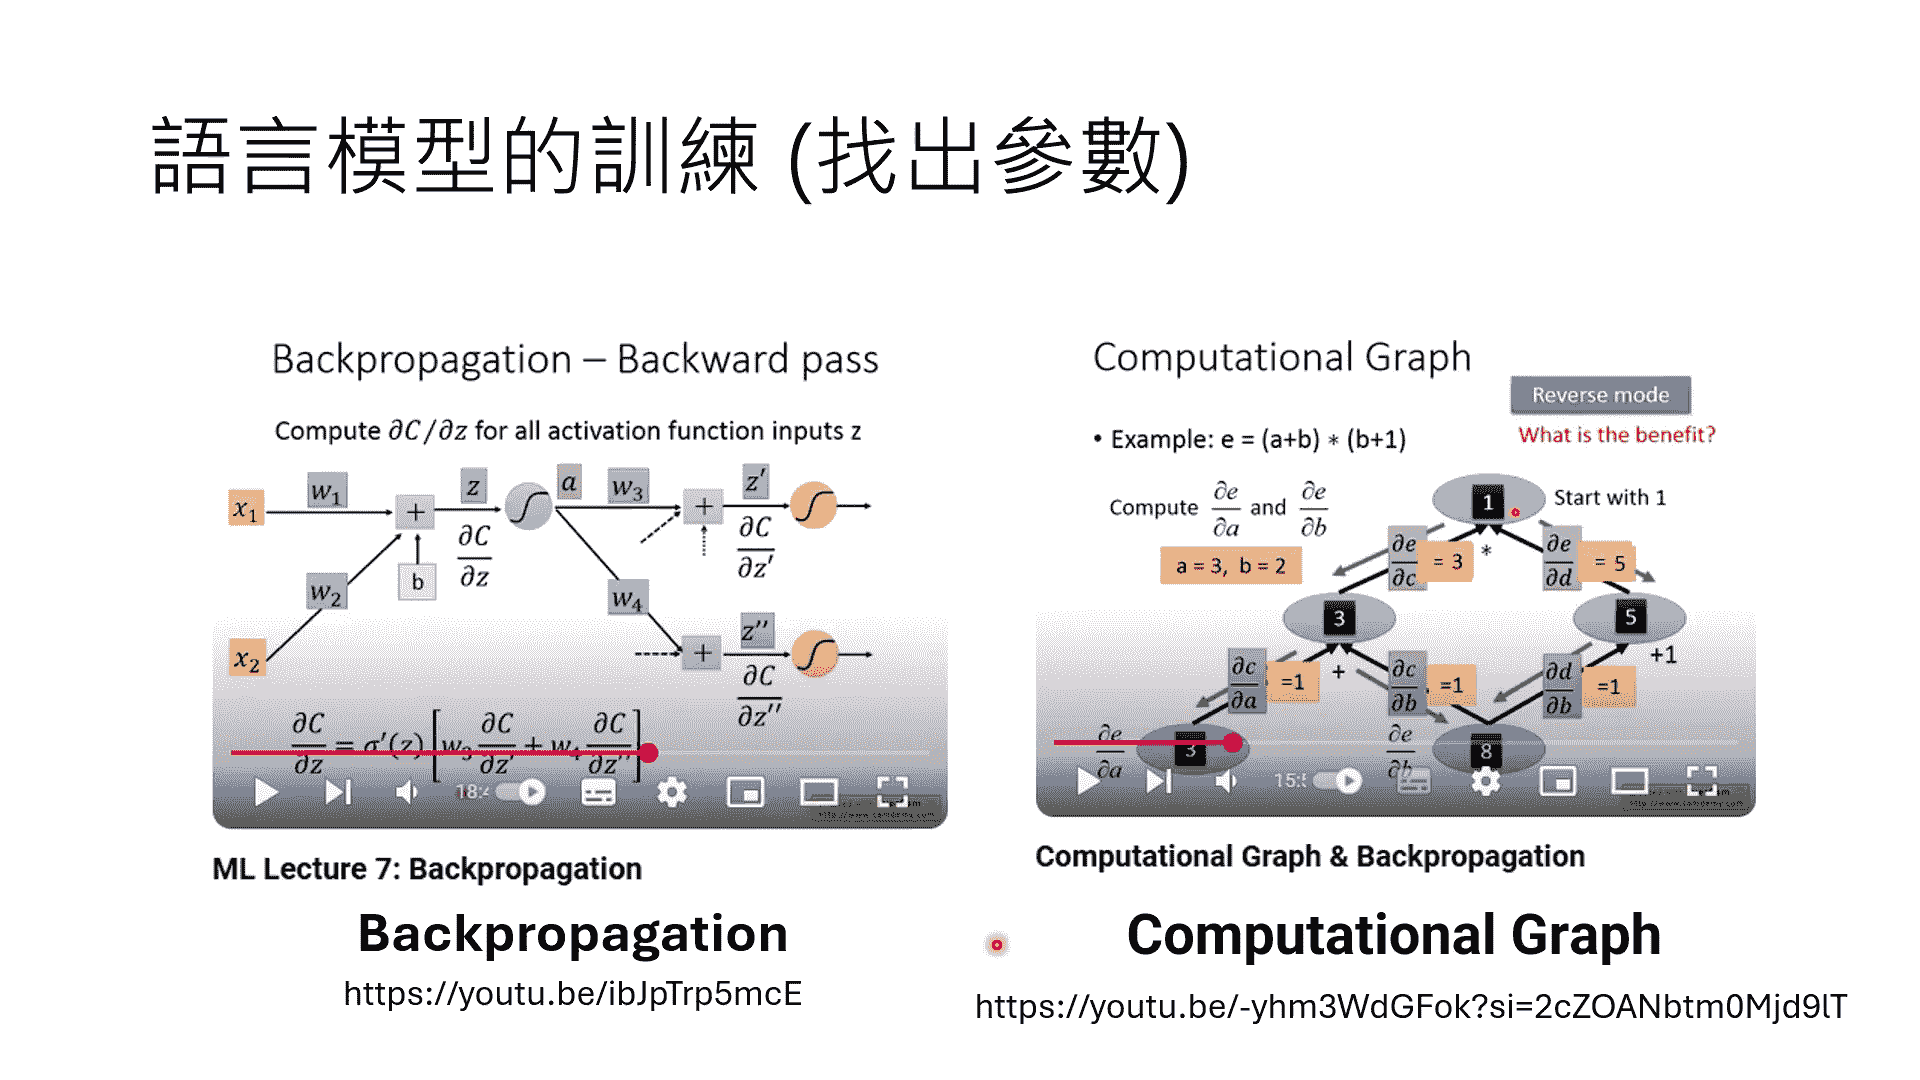 語言模型的訓練 (找出參數)
Backpropagation – Backward pass
Compute ∂C/∂z for all activation function inputs z
x₁
w₁
+
z
a
w₃
+
z′
∂C
∂z
∂C
∂z′
w₂
b
w₄
x₂
+
z′′
∂C
∂z′′
∂C
∂z
= σ′(z) [w₃ ∂C/∂z′ + w₄ ∂C/∂z′′]
ML Lecture 7: Backpropagation
Backpropagation
https://youtu.be/ibJpTrp5mcE
Computational Graph
Reverse mode
What is the benefit?
• Example: e = (a+b) ∗ (b+1)
Compute ∂e/∂a and ∂e/∂b
a = 3, b = 2
1
Start with 1
∂e/∂c = 3
*
∂e/∂d = 5
3
5
+1
∂c/∂a =1
+
∂c/∂b =1
∂d/∂b =1
∂e/∂a
3
∂e/∂b
8
Computational Graph & Backpropagation
Computational Graph
https://youtu.be/-yhm3WdGFok?si=2cZOANbtm0Mjd9lT